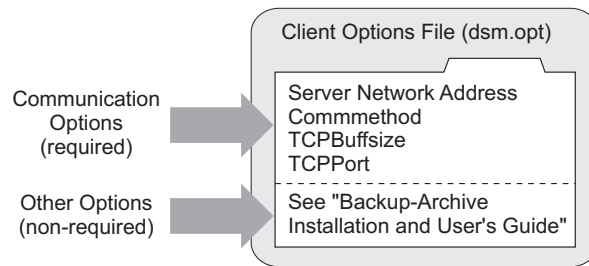 Client Options File (dsm.opt)
Communication
Options
(required)
Server Network Address
Commmethod
TCPBuffsize
TCPPort
Other Options
(non-required)
See "Backup-Archive
Installation and User's Guide"